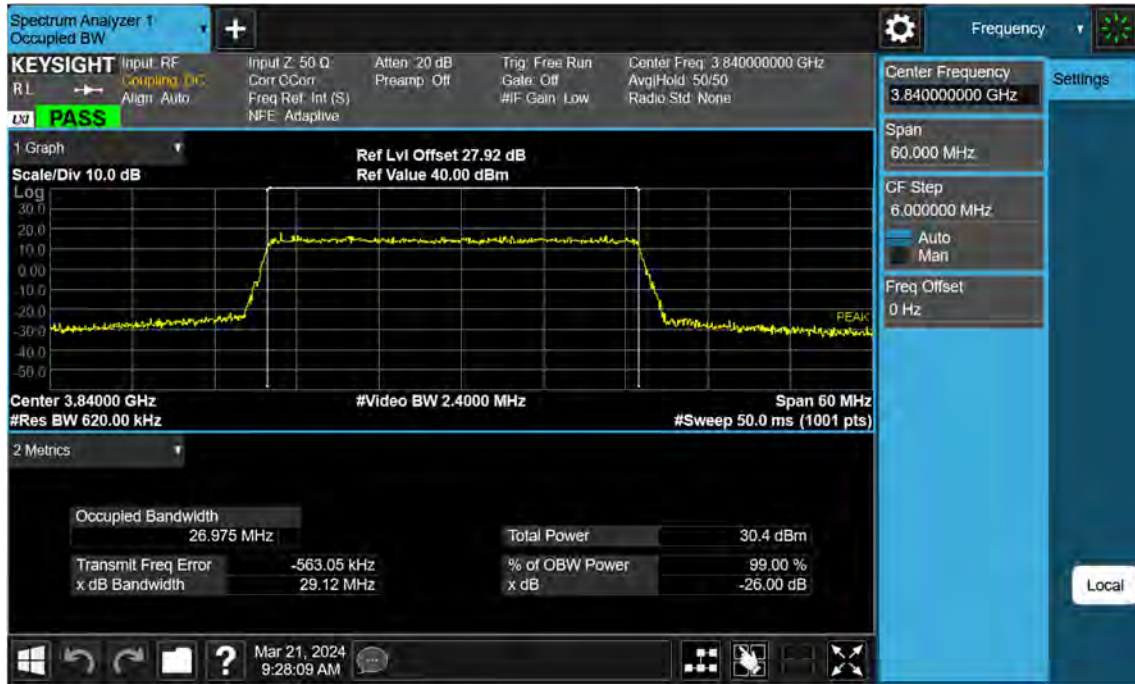 Spectrum Analyzer 1
Occupied BW
+
Frequency
KEYSIGHT
R L
LXI
PASS
Input: RF
Coupling: DC
Align: Auto
Input Z: 50 Ω
Corr CCorr
Freq Ref: Int (S)
NFE: Adaptive
Atten: 20 dB
Preamp: Off
Trig: Free Run
Gate: Off
#IF Gain: Low
Center Freq: 3.840000000 GHz
Avg|Hold: 50/50
Radio Std: None
Center Frequency
3.840000000 GHz
Settings
Span
60.000 MHz
CF Step
6.000000 MHz
Auto
Man
Freq Offset
0 Hz
1 Graph
Scale/Div 10.0 dB
Ref Lvl Offset 27.92 dB
Ref Value 40.00 dBm
Log
30.0
20.0
10.0
0.00
-10.0
-20.0
-30.0
-40.0
-50.0
PEAK
Center 3.84000 GHz
#Video BW 2.4000 MHz
Span 60 MHz
#Res BW 620.00 kHz
#Sweep 50.0 ms (1001 pts)
2 Metrics
Occupied Bandwidth
26.975 MHz
Total Power 30.4 dBm
Transmit Freq Error -563.05 kHz
% of OBW Power 99.00 %
x dB Bandwidth 29.12 MHz
x dB -26.00 dB
Local
?
Mar 21, 2024
9:28:09 AM